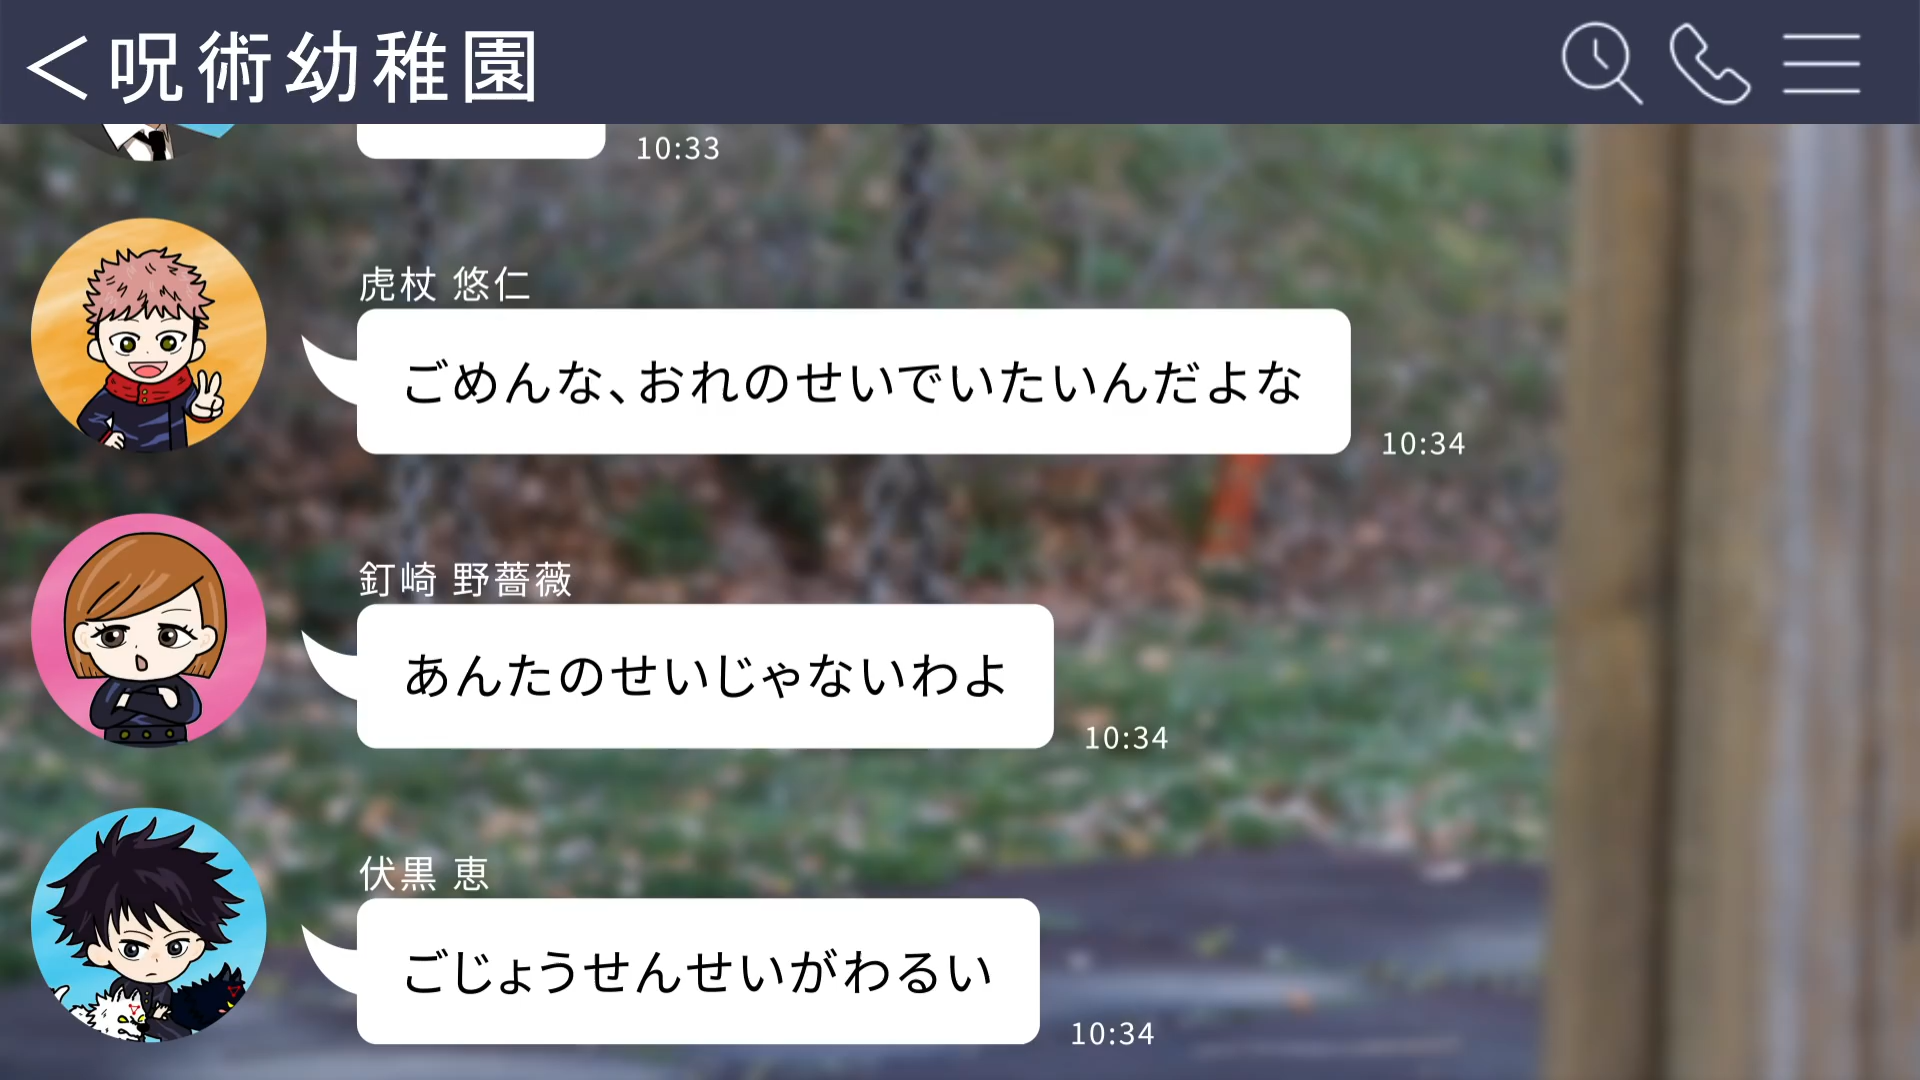 <呪術幼稚園
10:33
虎杖 悠仁
ごめんな、おれのせいでいたいんだよな
10:34
釘崎 野薔薇
あんたのせいじゃないわよ
10:34
伏黒 恵
ごじょうせんせいがわるい
10:34